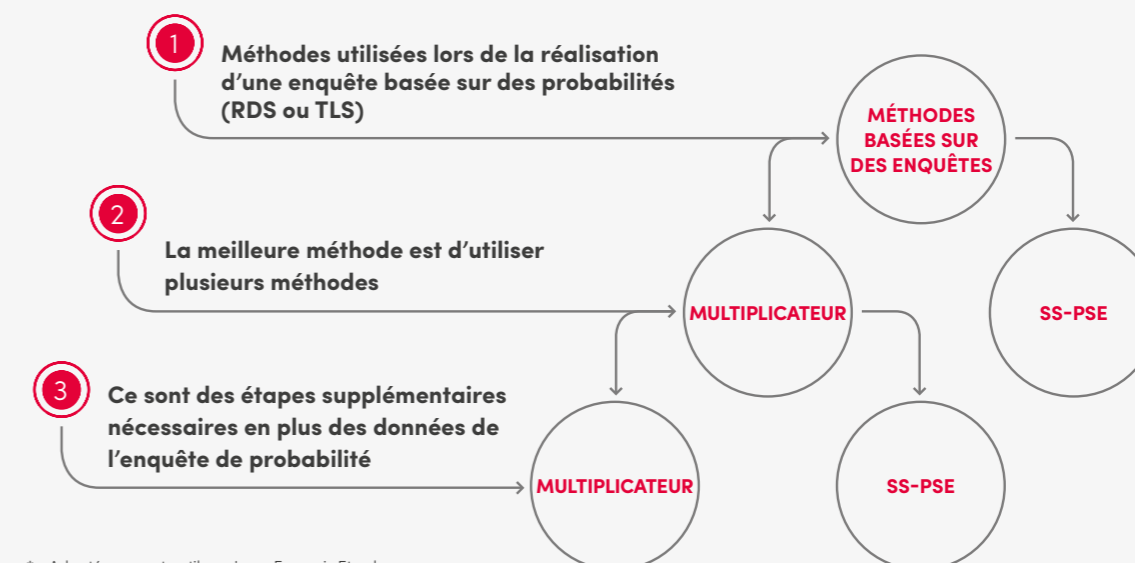 1
Méthodes utilisées lors de la réalisation
d'une enquête basée sur des probabilités
(RDS ou TLS)
MÉTHODES
BASÉES SUR
DES ENQUÊTES
2
La meilleure méthode est d'utiliser
plusieurs méthodes
MULTIPLICATEUR
SS-PSE
3
Ce sont des étapes supplémentaires
nécessaires en plus des données de
l'enquête de probabilité
MULTIPLICATEUR
SS-PSE